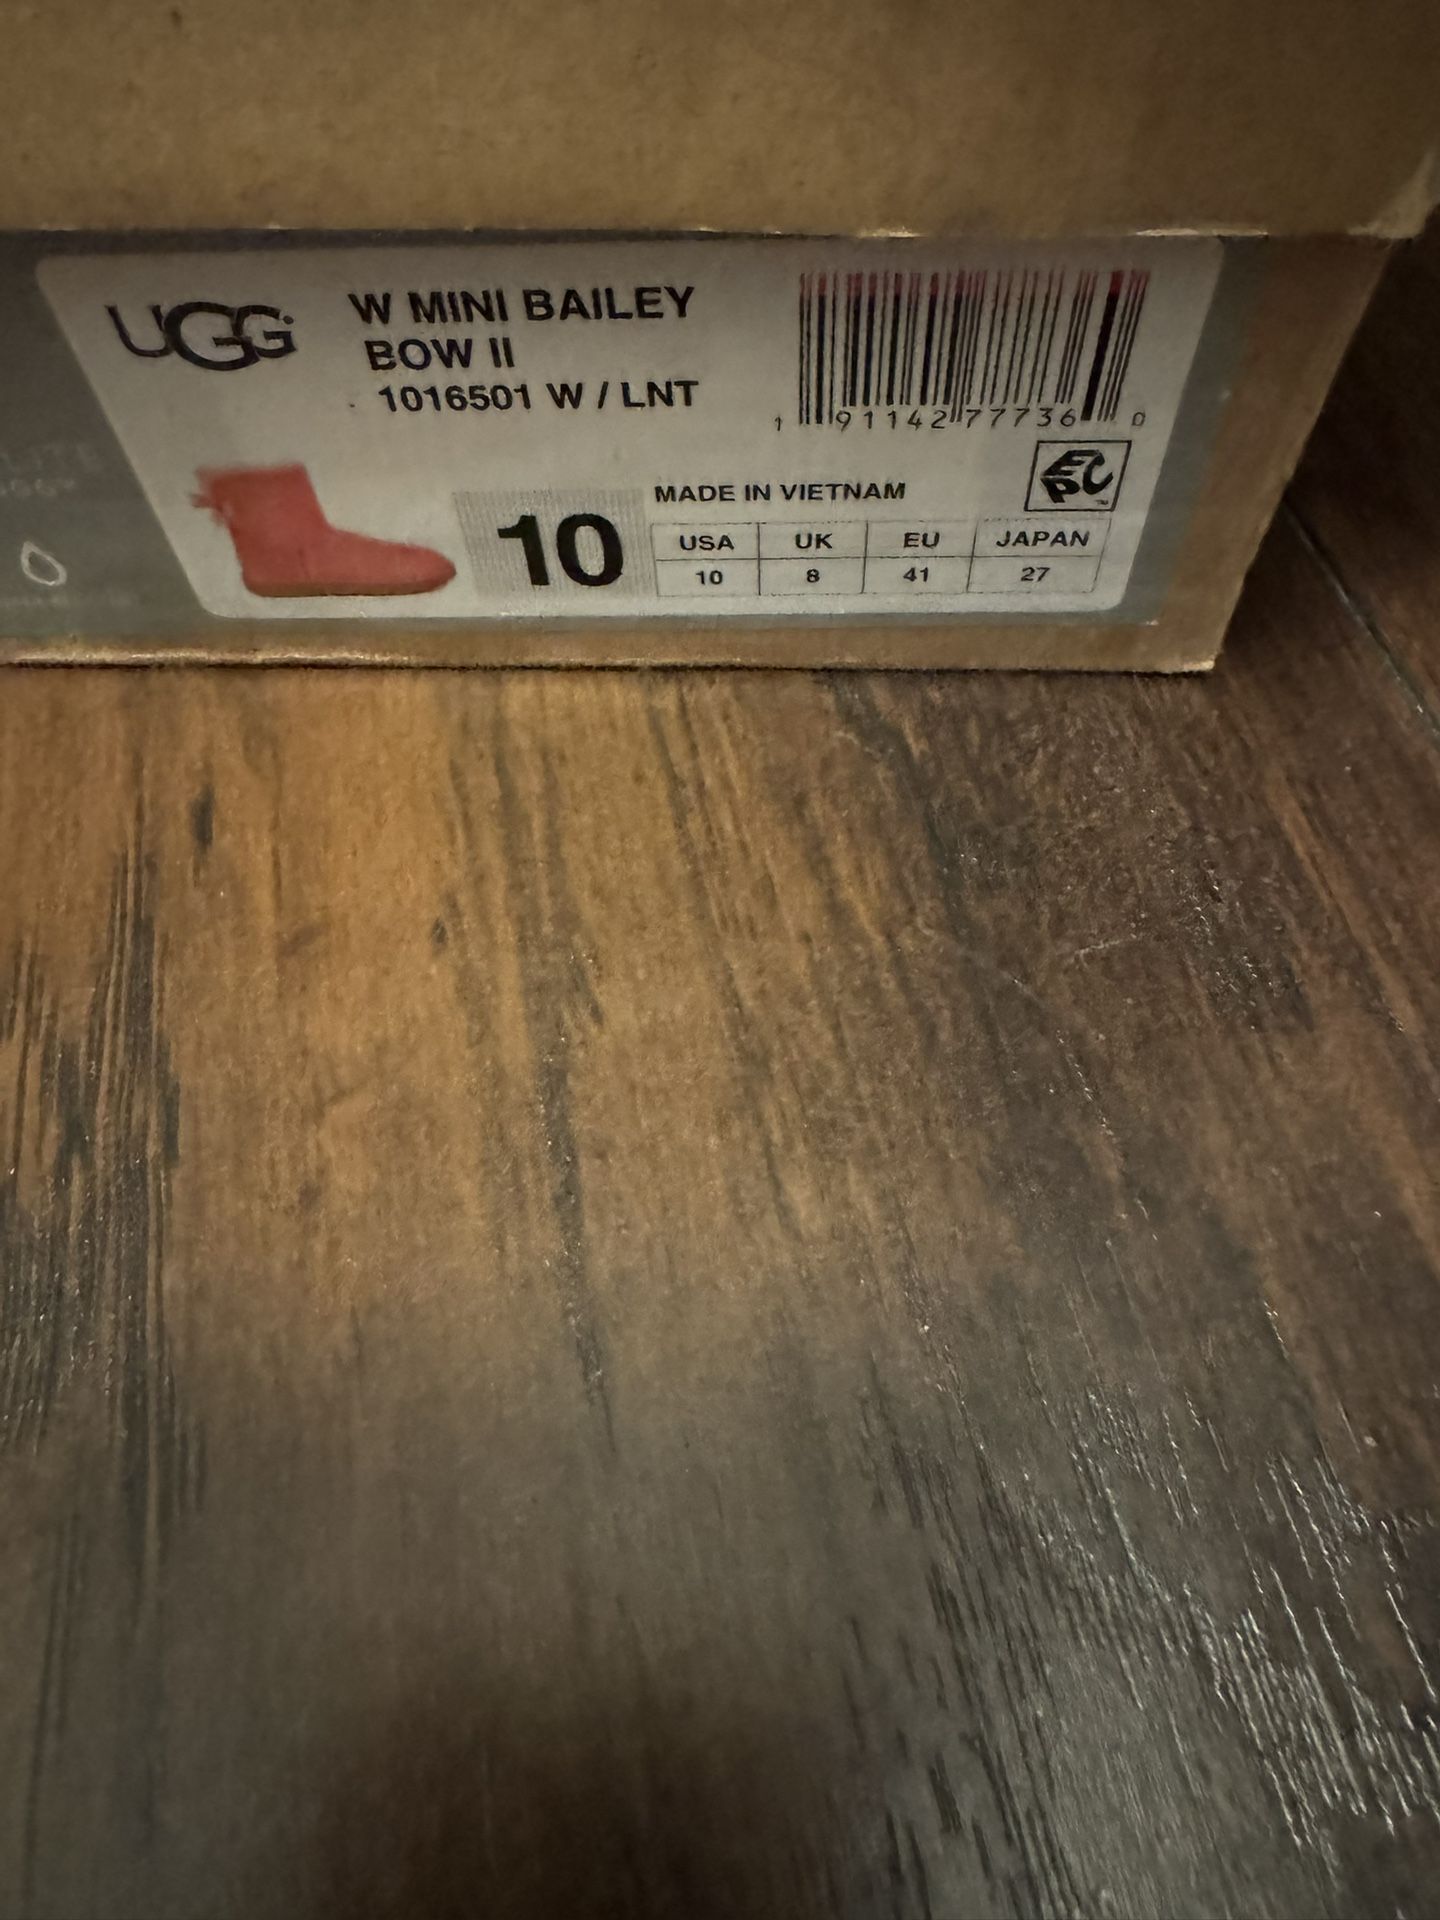 UGG
W MINI BAILEY
BOW II
1016501 W / LNT
1 91142 77736 0
EPC
MADE IN VIETNAM
10
USA UK EU JAPAN
10 8 41 27